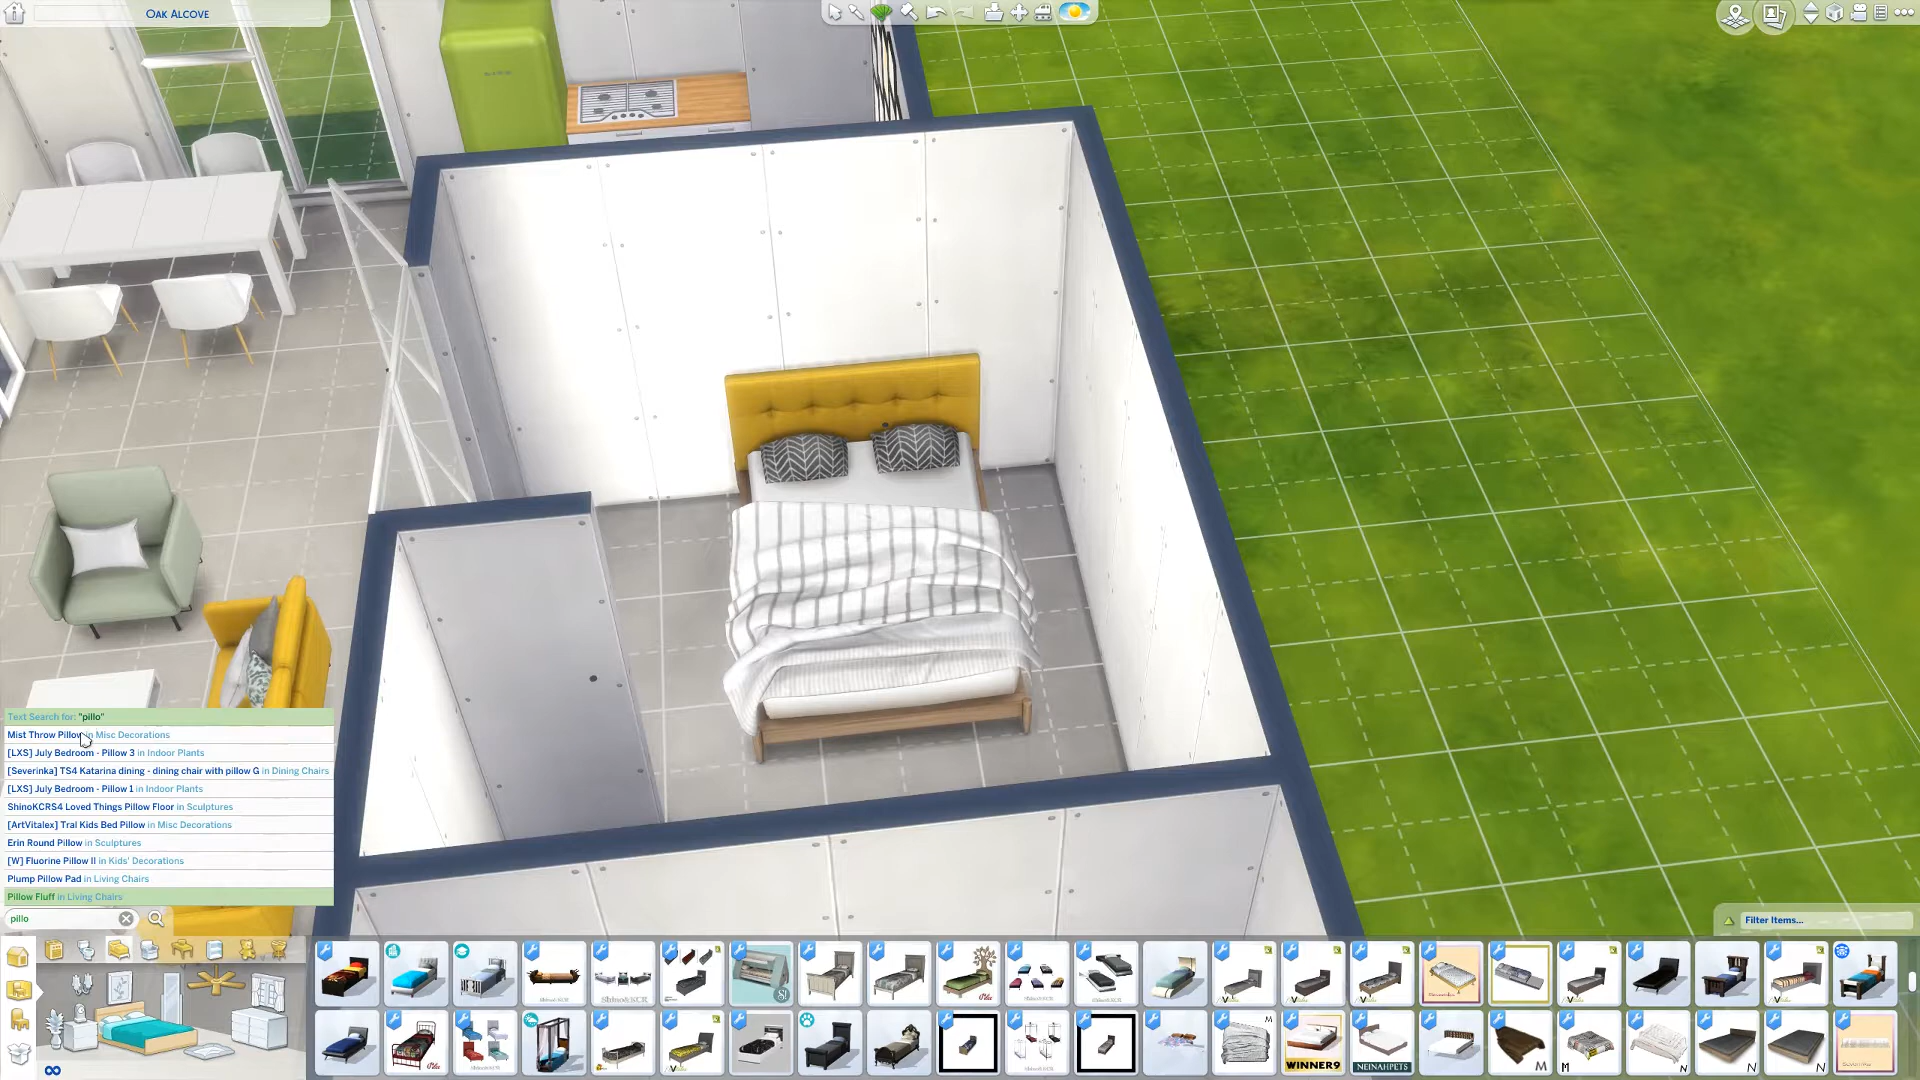 Oak Alcove
Text Search for: "pillo"
Mist Throw Pillow in Misc Decorations
[LXS] July Bedroom - Pillow 3 in Indoor Plants
[Severinka] TS4 Katarina dining - dining chair with pillow G in Dining Chairs
[LXS] July Bedroom - Pillow 1 in Indoor Plants
ShinoKCRS4 Loved Things Pillow Floor in Sculptures
[ArtVitalex] Tral Kids Bed Pillow in Misc Decorations
Erin Round Pillow in Sculptures
[W] Fluorine Pillow II in Kids' Decorations
Plump Pillow Pad in Living Chairs
Pillow Fluff in Living Chairs
pillo
Filter Items...
WINNER9
NEINAHPETS
M
M
M
N
N
N